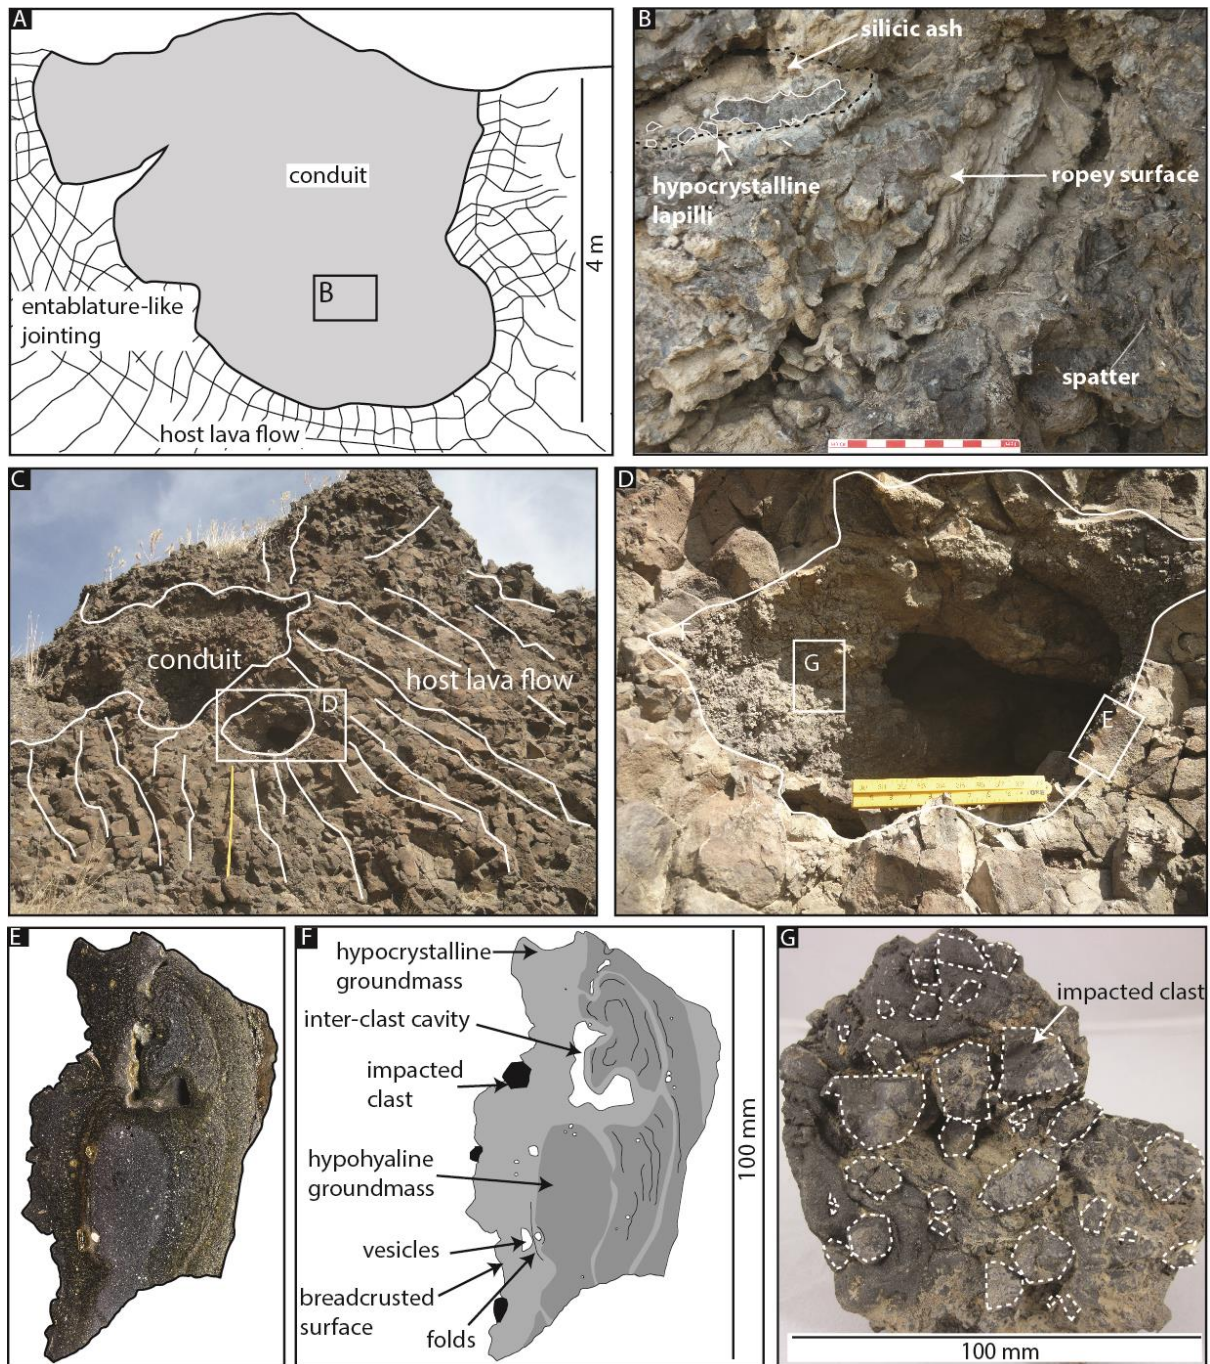 A
conduit
4 m
B
entablature-like
jointing
host lava flow
B
silicic ash
hypocrystalline
lapilli
ropey surface
spatter
C
conduit
host lava flow
D
D
G
E
F
hypocrystalline
groundmass
inter-clast cavity
impacted
clast
hypohyaline
groundmass
vesicles
breadcrusted
surface
folds
100 mm
G
impacted clast
100 mm